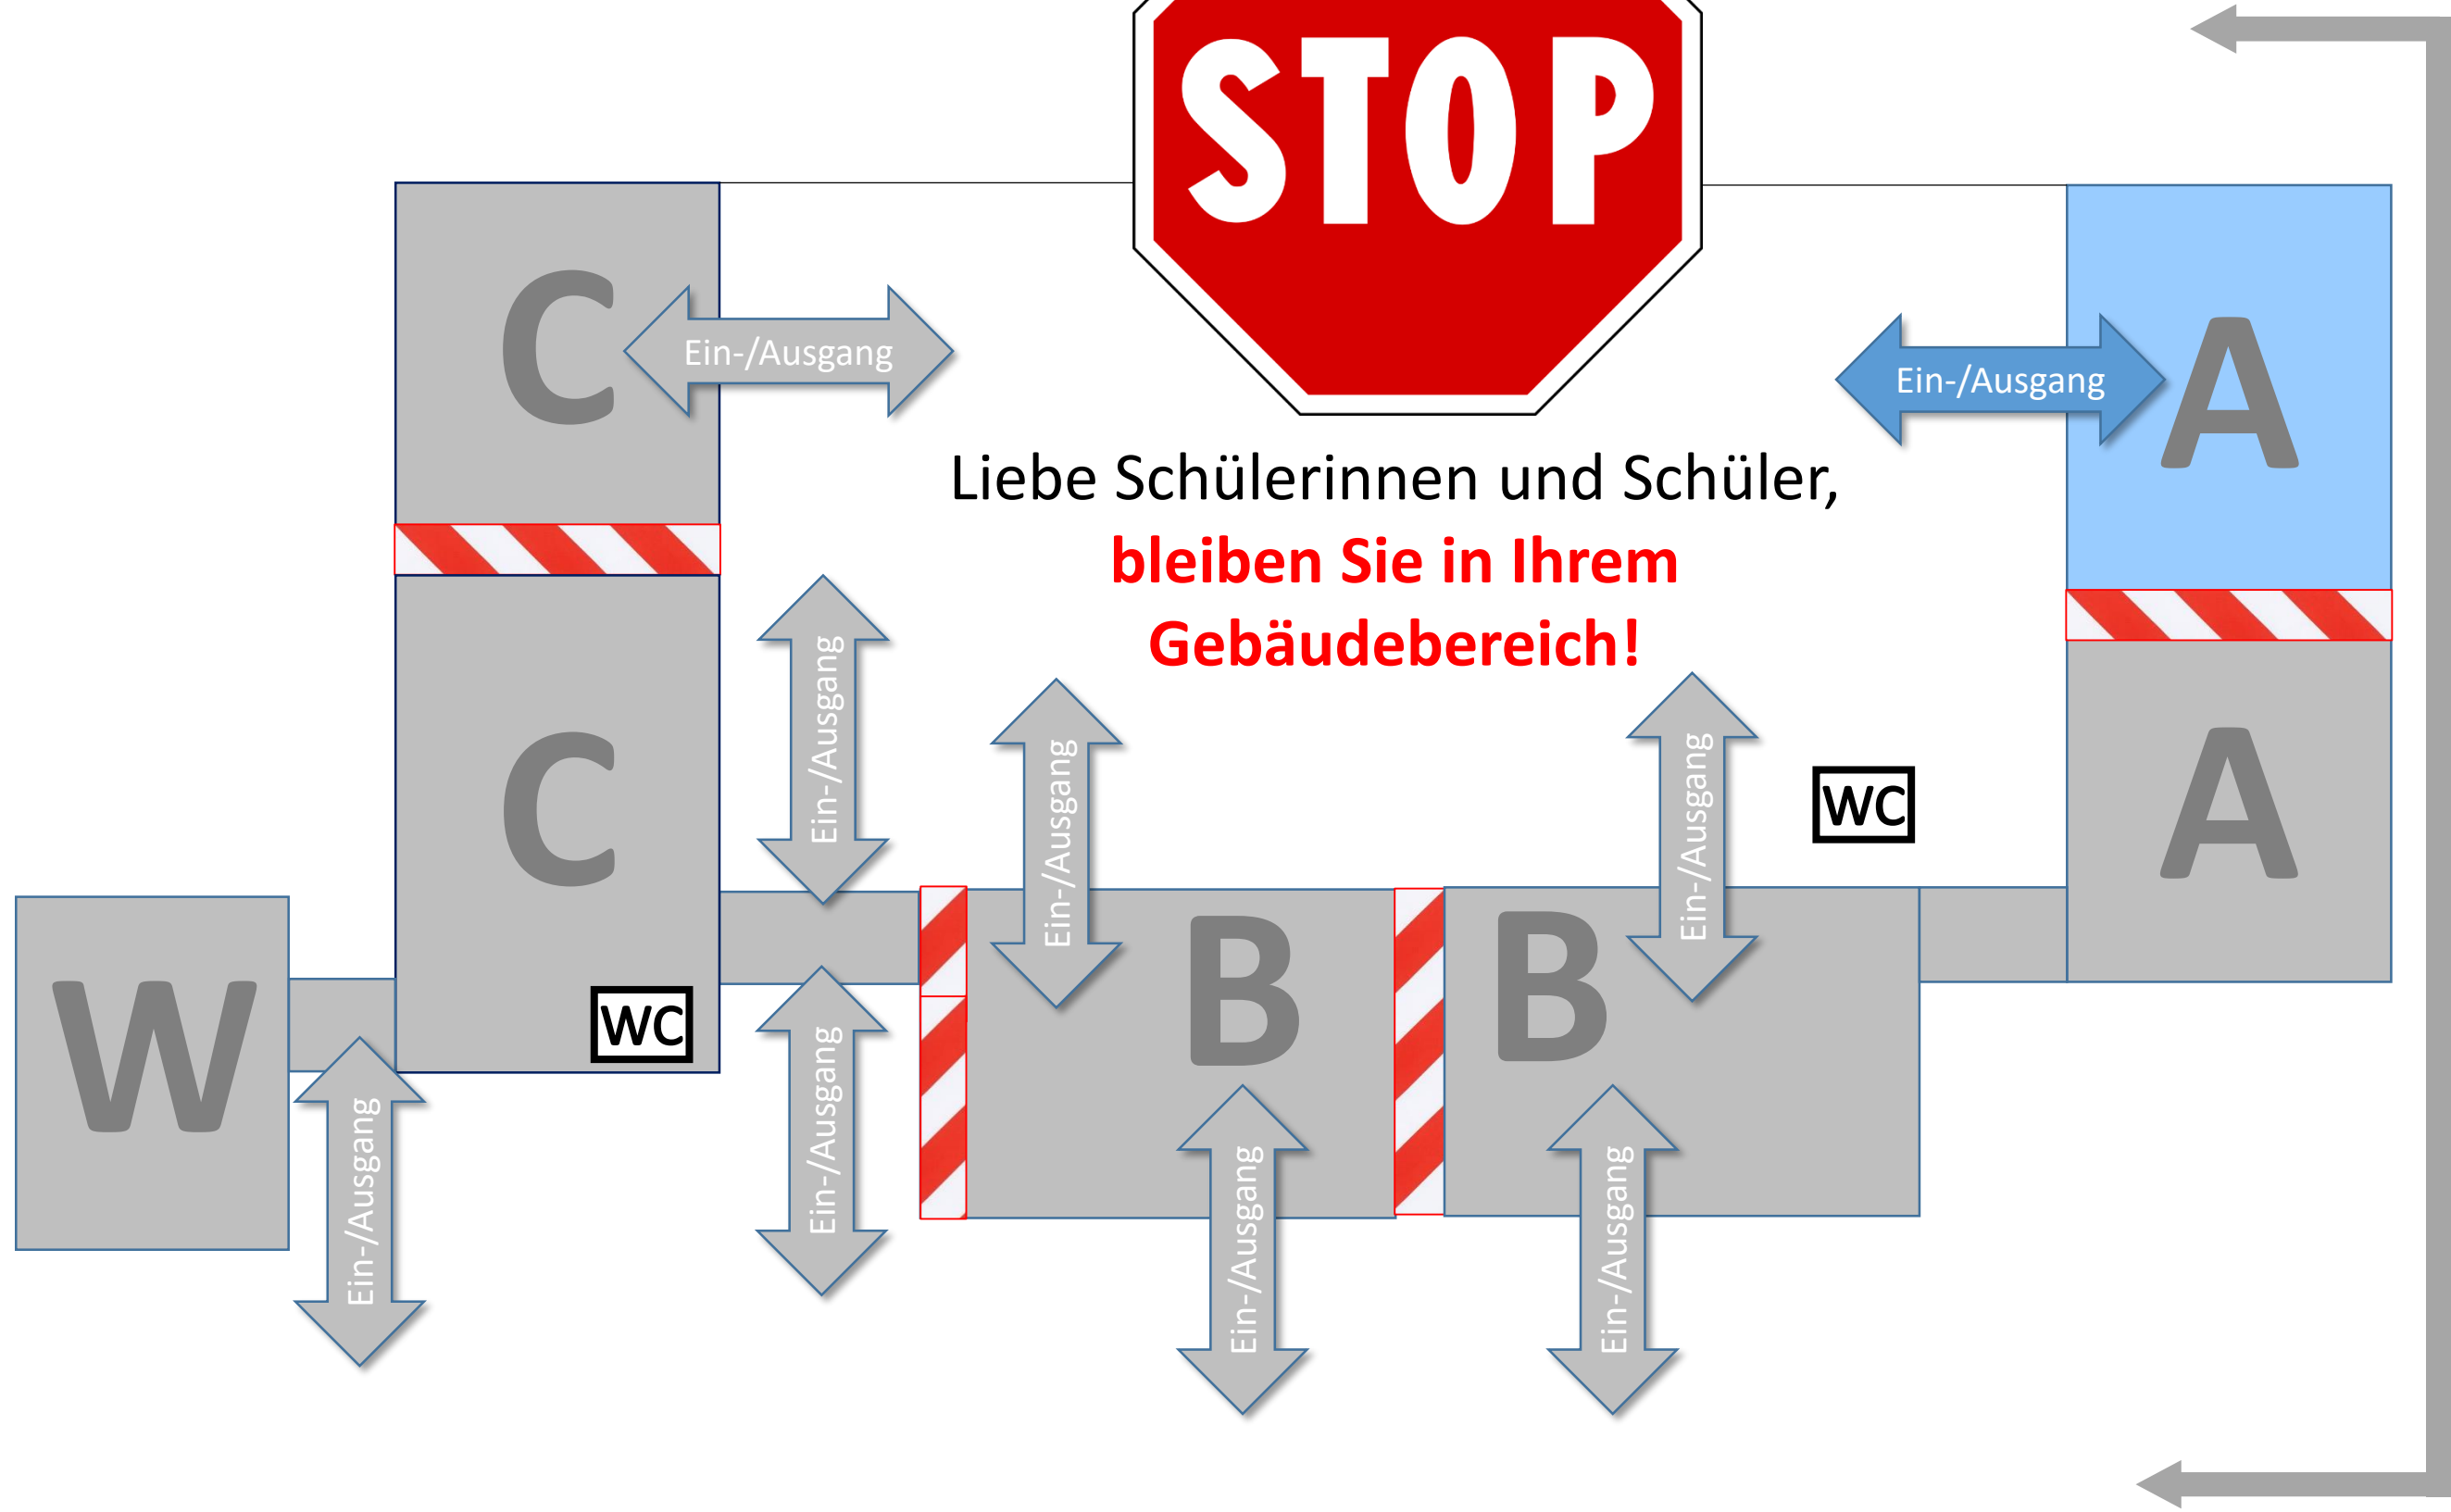 STOP
C
Ein-/Ausgang
Ein-/Ausgang
A
Liebe Schülerinnen und Schüler,
bleiben Sie in Ihrem
Gebäudebereich!
C
Ein-/Ausgang
Ein-/Ausgang
Ein-/Ausgang
WC
A
W
WC
B
B
Ein-/Ausgang
Ein-/Ausgang
Ein-/Ausgang
Ein-/Ausgang